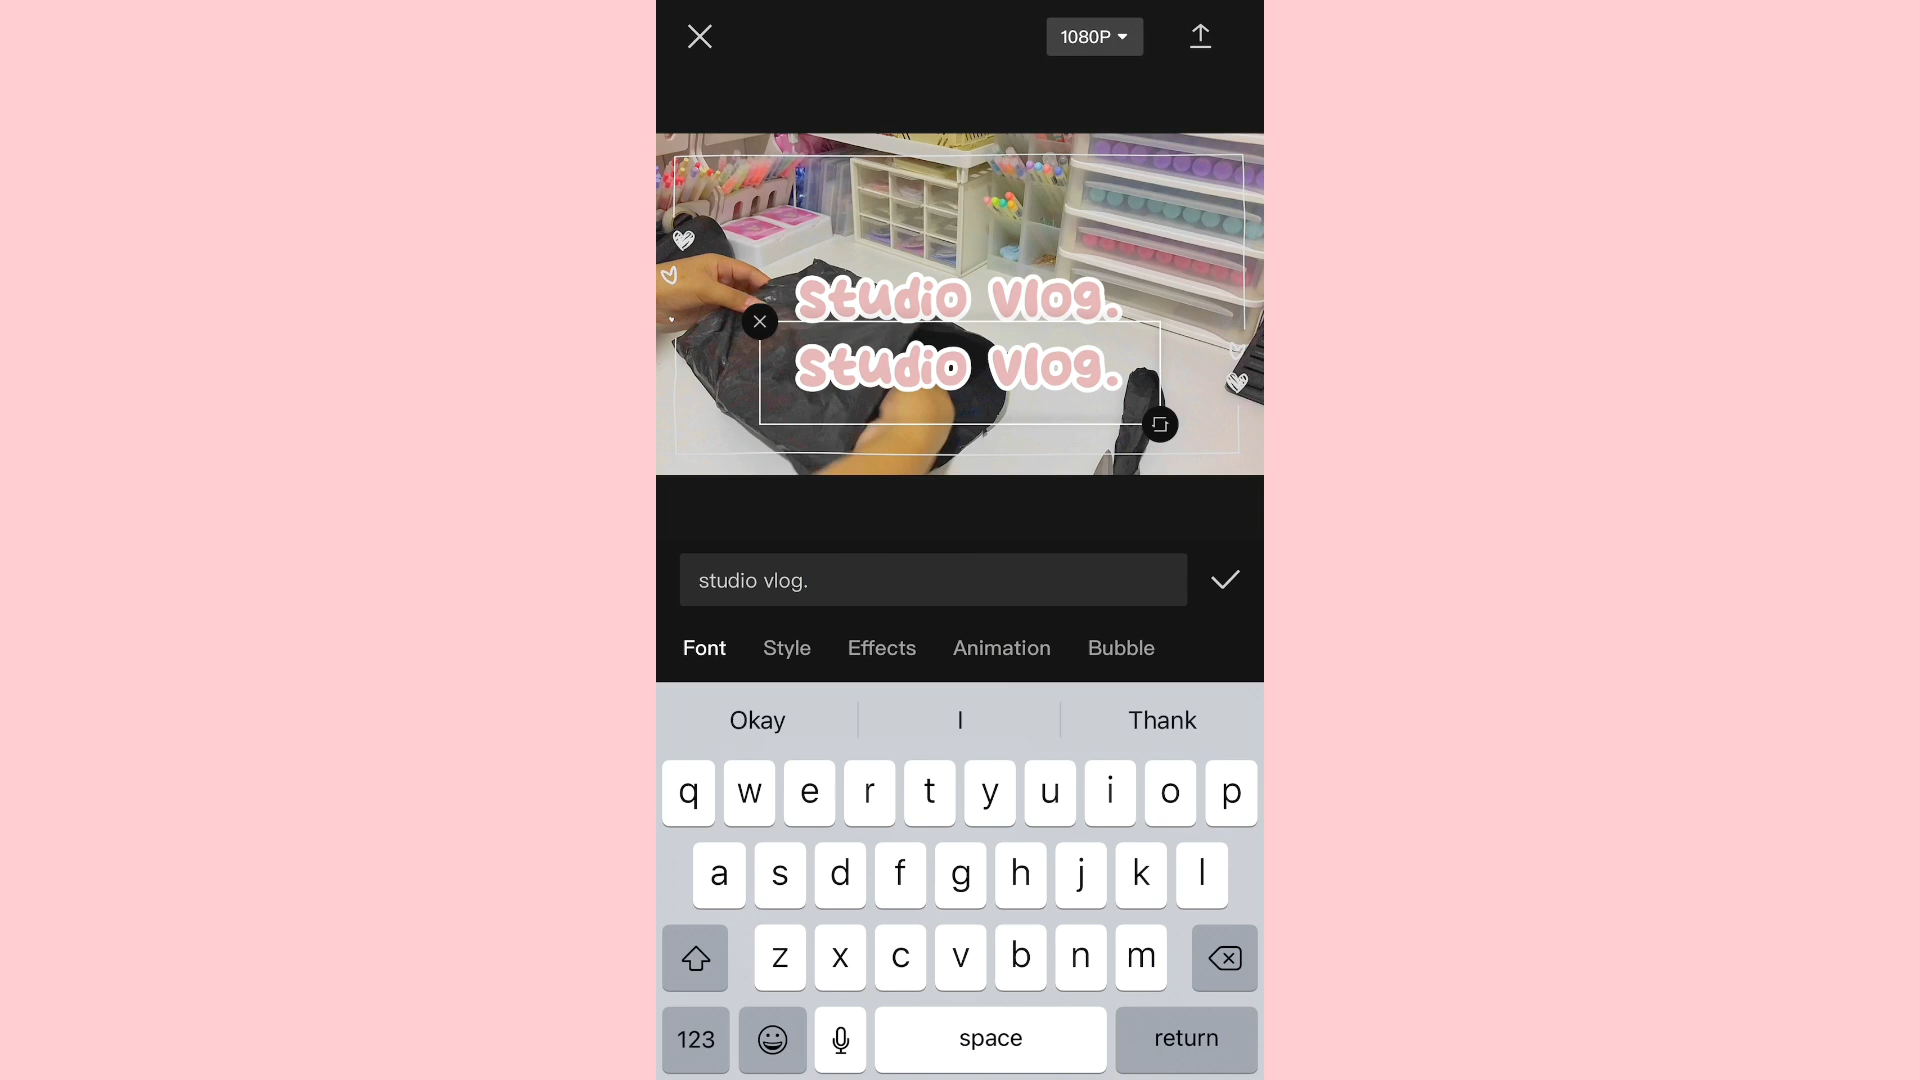 1080P
Studio Vlog.
Studio Vlog.
studio vlog.
Font Style Effects Animation Bubble
Okay I Thank
q w e r t y u i o p
a s d f g h j k l
z x c v b n m
123 space return